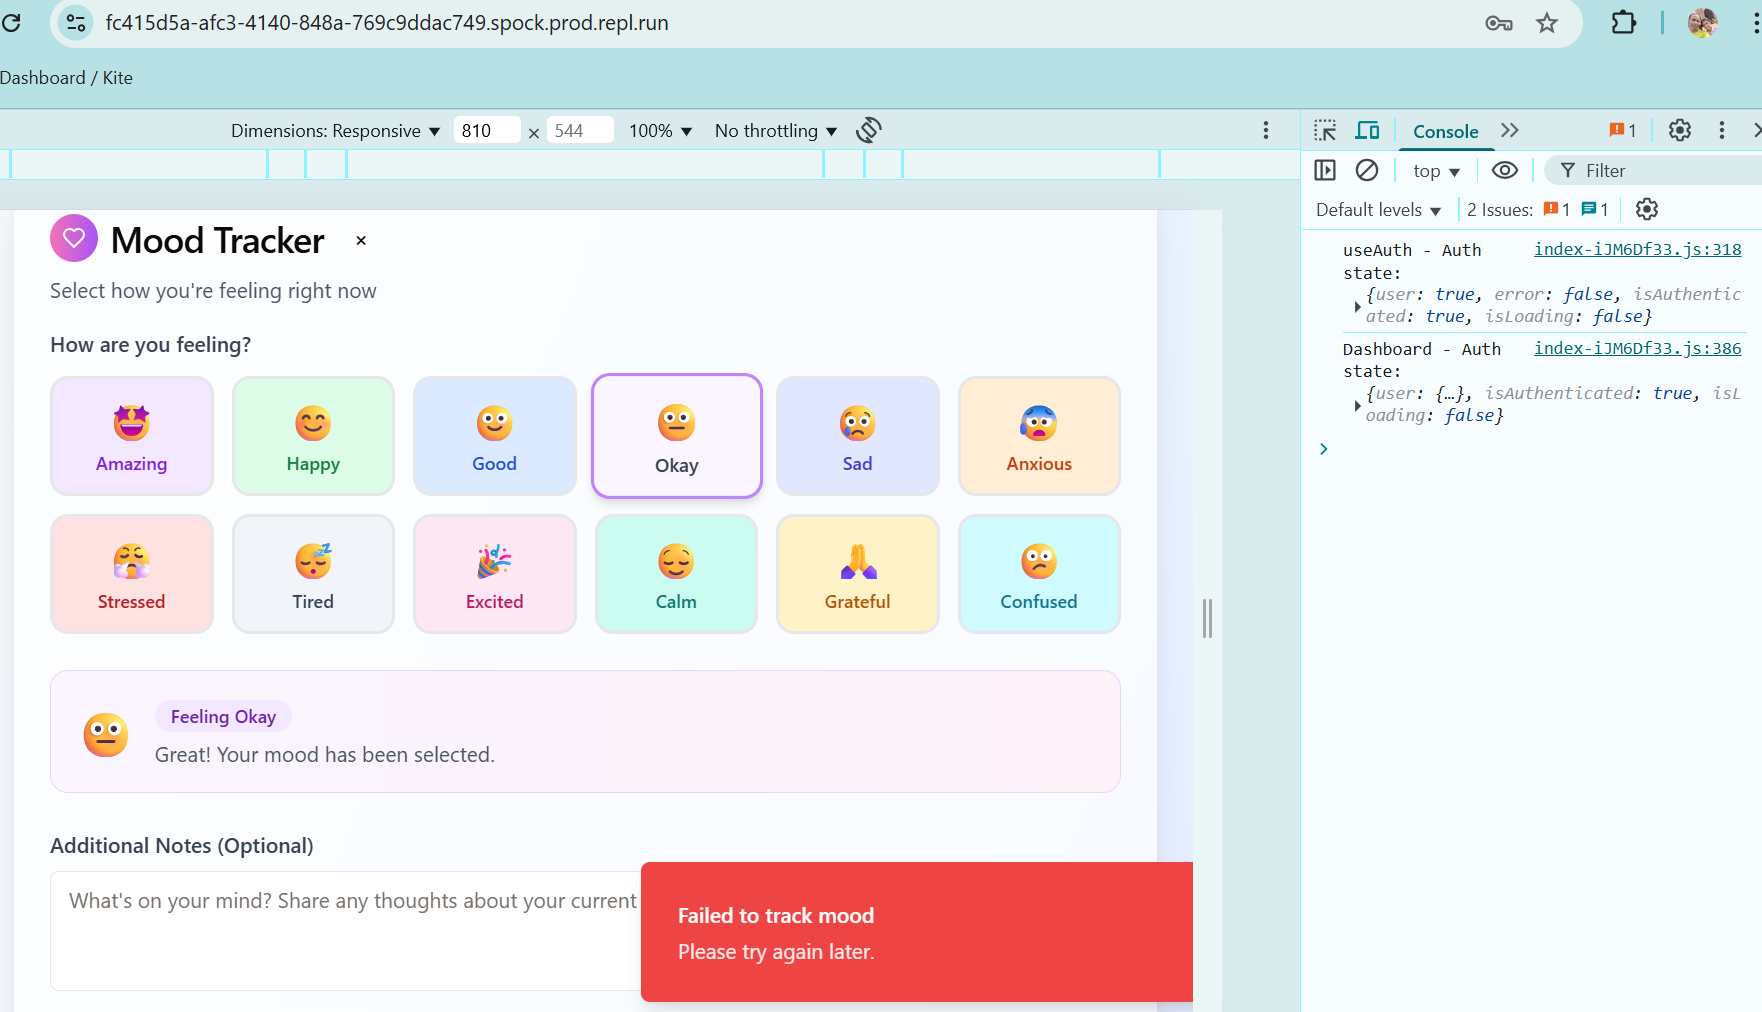 fc415d5a-afc3-4140-848a-769c9ddac749.spock.prod.repl.run
Dashboard / Kite
Dimensions: Responsive ▼ 810 × 544 100% ▼ No throttling ▼
Console 1
top ▼ Filter
Default levels ▼ 2 Issues: 1 1
Mood Tracker ×
Select how you're feeling right now
How are you feeling?
Amazing Happy Good Okay Sad Anxious
Stressed Tired Excited Calm Grateful Confused
Feeling Okay
Great! Your mood has been selected.
Additional Notes (Optional)
What's on your mind? Share any thoughts about your current
Failed to track mood
Please try again later.
useAuth - Auth index-iJM6Df33.js:318
state:
{user: true, error: false, isAuthentic
ated: true, isLoading: false}
Dashboard - Auth index-iJM6Df33.js:386
state:
{user: {…}, isAuthenticated: true, isL
oading: false}